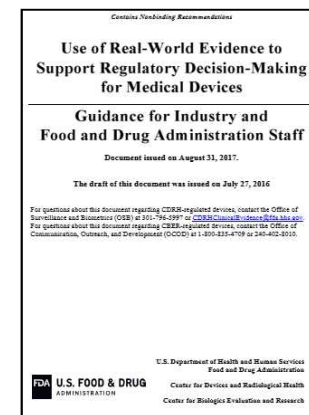 Contains Nonbinding Recommendations
Use of Real-World Evidence to
Support Regulatory Decision-Making
for Medical Devices
Guidance for Industry and
Food and Drug Administration Staff
Document issued on August 31, 2017.
The draft of this document was issued on July 27, 2016
For questions about this document regarding CDRH-regulated devices, contact the Office of
Surveillance and Biometrics (OSB) at 301-796-5997 or CDRHClinicalEvidence@fda.hhs.gov.
For questions about this document regarding CBER-regulated devices, contact the Office of
Communication, Outreach, and Development (OCOD) at 1-800-835-4709 or 240-402-8010.
U.S. Department of Health and Human Services
Food and Drug Administration
Center for Devices and Radiological Health
Center for Biologics Evaluation and Research
FDA U.S. FOOD & DRUG
ADMINISTRATION